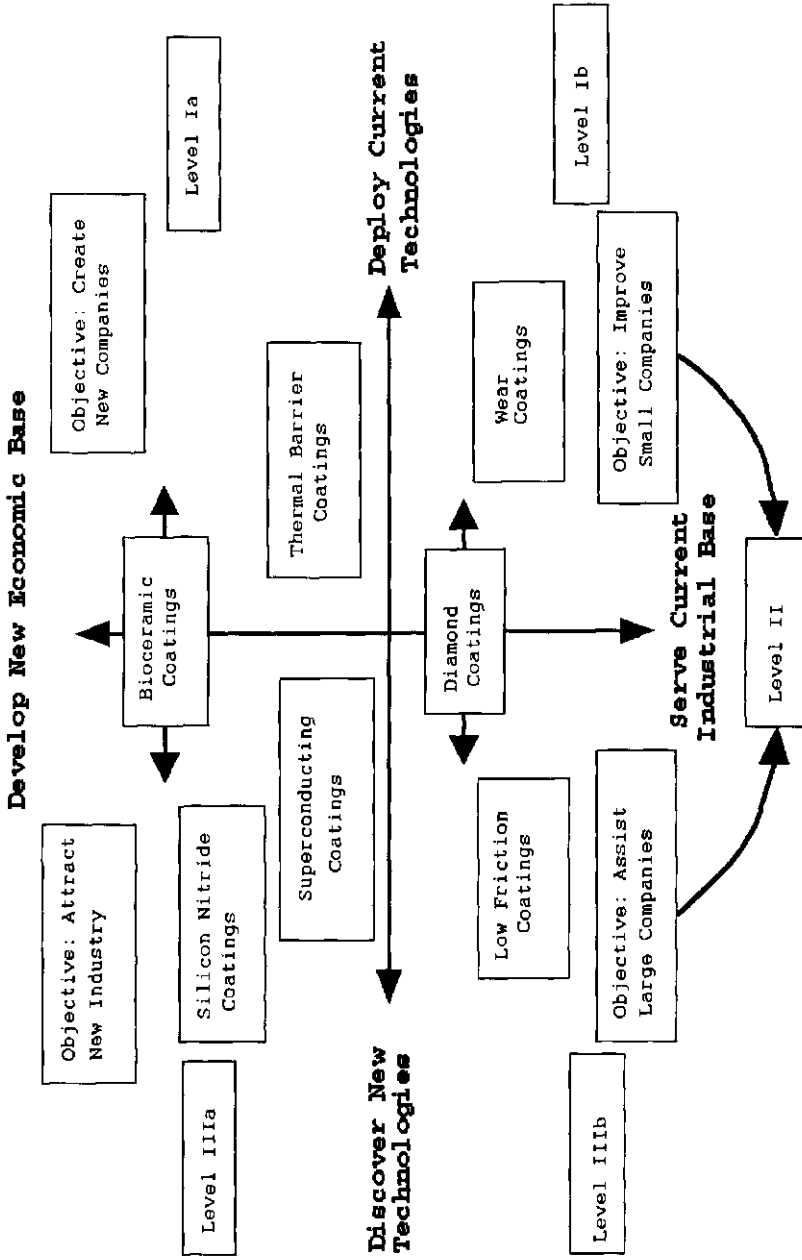 Develop New Economic Base
Objective: Attract
New Industry
Objective: Create
New Companies
Level IIIa
Silicon Nitride
Coatings
Bioceramic
Coatings
Level Ia
Superconducting
Coatings
Thermal Barrier
Coatings
Discover New
Technologies
Deploy Current
Technologies
Low Friction
Coatings
Diamond
Coatings
Wear
Coatings
Level IIIb
Objective: Assist
Large Companies
Serve Current
Industrial Base
Objective: Improve
Small Companies
Level Ib
Level II